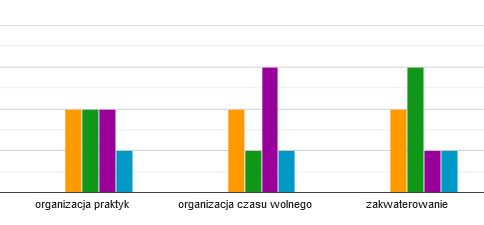 organizacja praktyk
organizacja czasu wolnego
zakwaterowanie